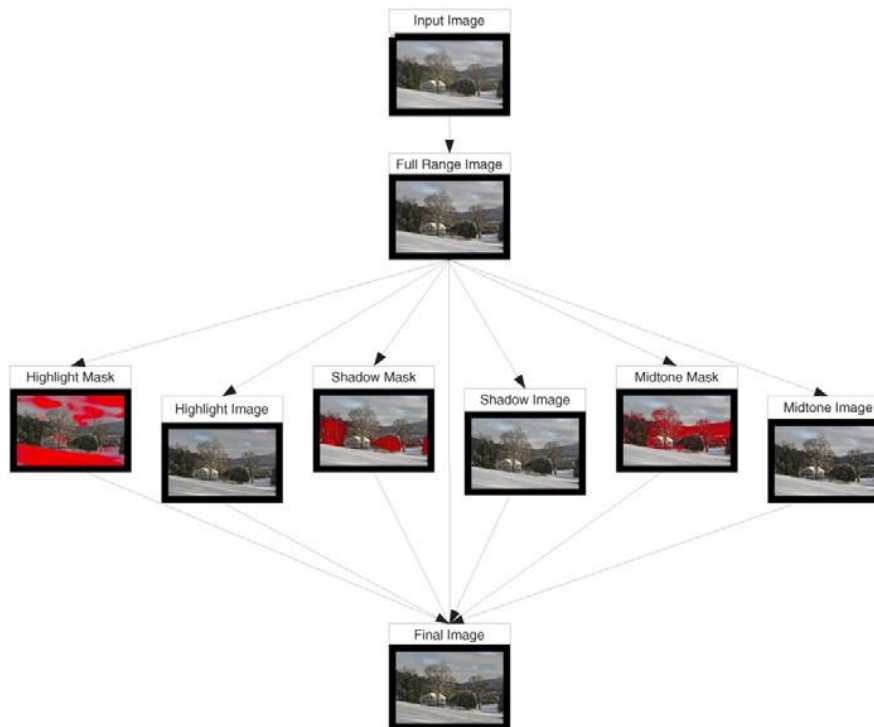 Input Image
Full Range Image
Highlight Mask
Highlight Image
Shadow Mask
Shadow Image
Midtone Mask
Midtone Image
Final Image